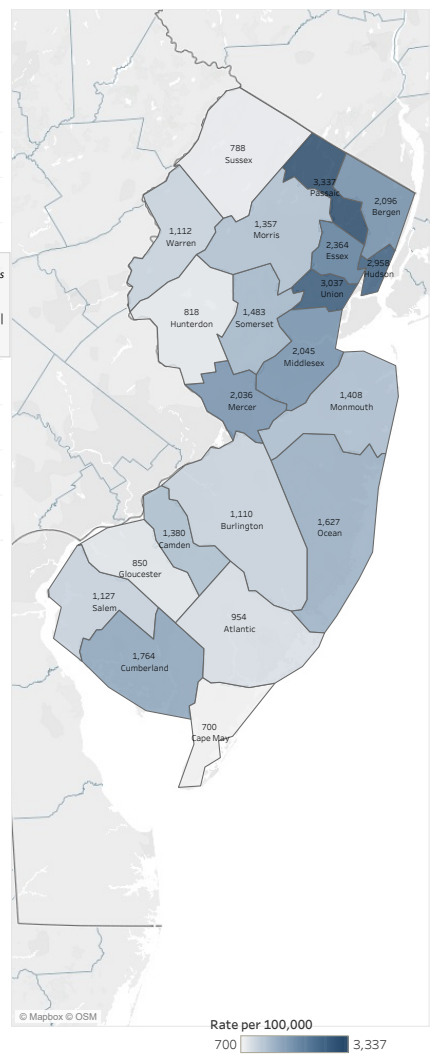 788
Sussex
3,337
Passaic
2,096
Bergen
1,112
Warren
1,357
Morris
2,364
Essex
2,958
Hudson
3,037
Union
818
Hunterdon
1,483
Somerset
2,045
Middlesex
2,036
Mercer
1,408
Monmouth
1,110
Burlington
1,380
Camden
1,627
Ocean
850
Gloucester
1,127
Salem
954
Atlantic
1,764
Cumberland
700
Cape May
© Mapbox © OSM
Rate per 100,000
700 3,337